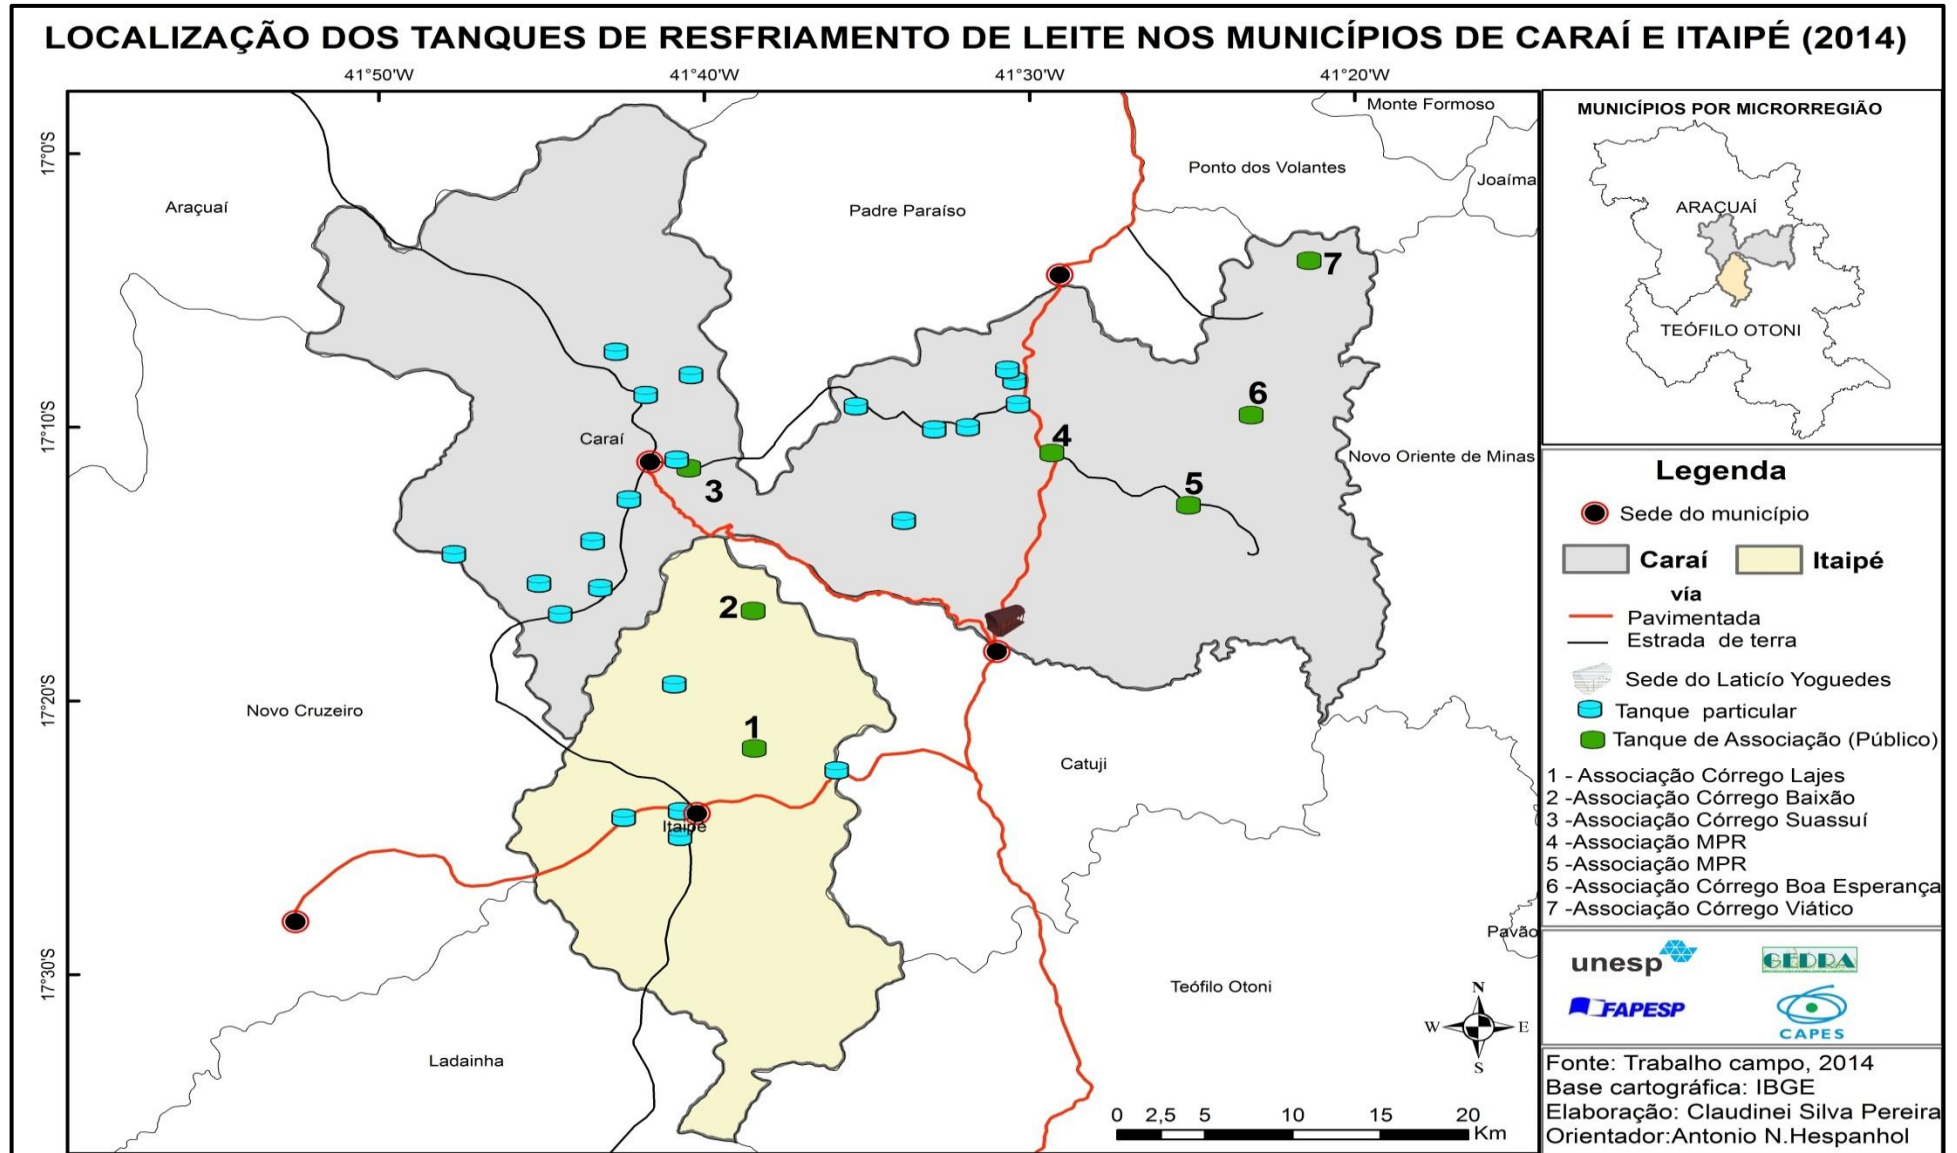 LOCALIZAÇÃO DOS TANQUES DE RESFRIAMENTO DE LEITE NOS MUNICÍPIOS DE CARAÍ E ITAIPÉ (2014)
41°50'W 41°40'W 41°30'W 41°20'W
17°0'S
17°10'S
17°20'S
17°30'S
Monte Formoso
Ponto dos Volantes
Joaíma
Araçuaí
Padre Paraíso
7
6
Caraí
4
Novo Oriente de Minas
3
5
2
Novo Cruzeiro
1
Catuji
Itaipé
Pavão
Teófilo Otoni
Ladainha
N
W E
S
0 2,5 5 10 15 20
Km
MUNICÍPIOS POR MICRORREGIÃO
ARAÇUAÍ
TEÓFILO OTONI
Legenda
Sede do município
Caraí Itaipé
vía
Pavimentada
Estrada de terra
Sede do Laticío Yoguedes
Tanque particular
Tanque de Associação (Público)
1 - Associação Córrego Lajes
2 -Associação Córrego Baixão
3 -Associação Córrego Suassuí
4 -Associação MPR
5 -Associação MPR
6 -Associação Córrego Boa Esperança
7 -Associação Córrego Viático
unesp GEDRA
FAPESP CAPES
Fonte: Trabalho campo, 2014
Base cartográfica: IBGE
Elaboração: Claudinei Silva Pereira
Orientador:Antonio N.Hespanhol